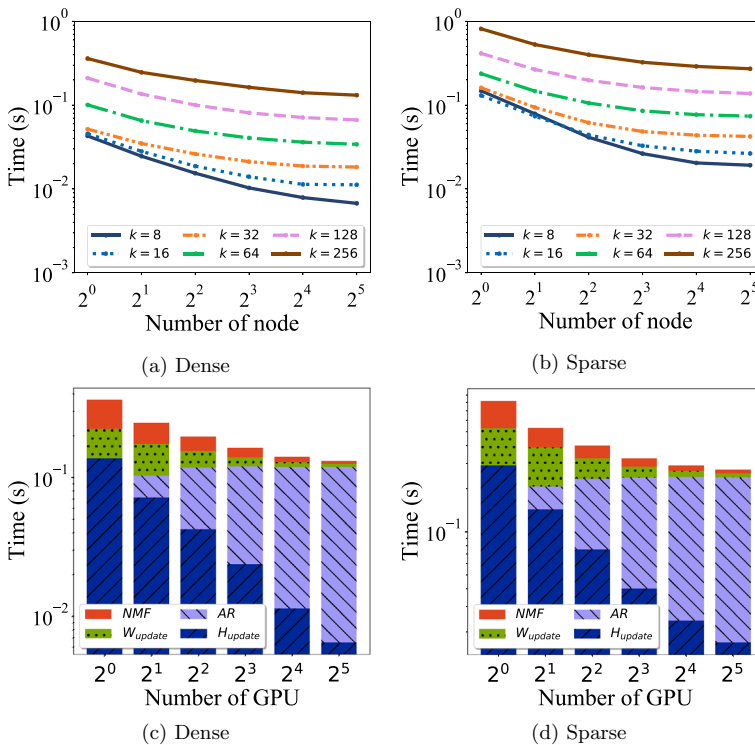 Time (s)
10^0
10^-1
10^-2
10^-3
k = 8
k = 16
k = 32
k = 64
k = 128
k = 256
2^0 2^1 2^2 2^3 2^4 2^5
Number of node
(a) Dense
Time (s)
10^0
10^-1
10^-2
10^-3
k = 8
k = 16
k = 32
k = 64
k = 128
k = 256
2^0 2^1 2^2 2^3 2^4 2^5
Number of node
(b) Sparse
Time (s)
10^-1
10^-2
NMF
W_update
AR
H_update
2^0 2^1 2^2 2^3 2^4 2^5
Number of GPU
(c) Dense
Time (s)
10^-1
NMF
W_update
AR
H_update
2^0 2^1 2^2 2^3 2^4 2^5
Number of GPU
(d) Sparse